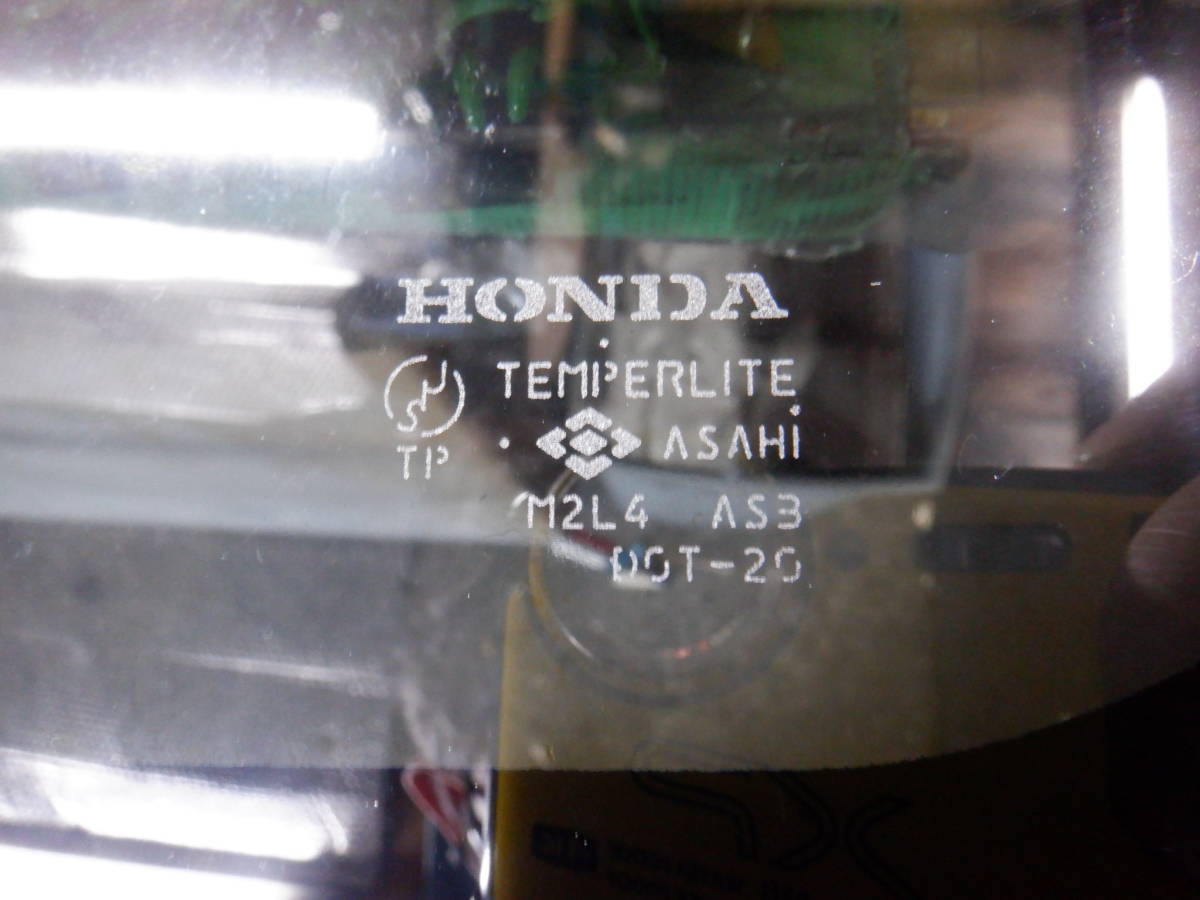 HONDA
TEMPERLITE
TP
ASAHI
M2L4 AS3
DOT-20